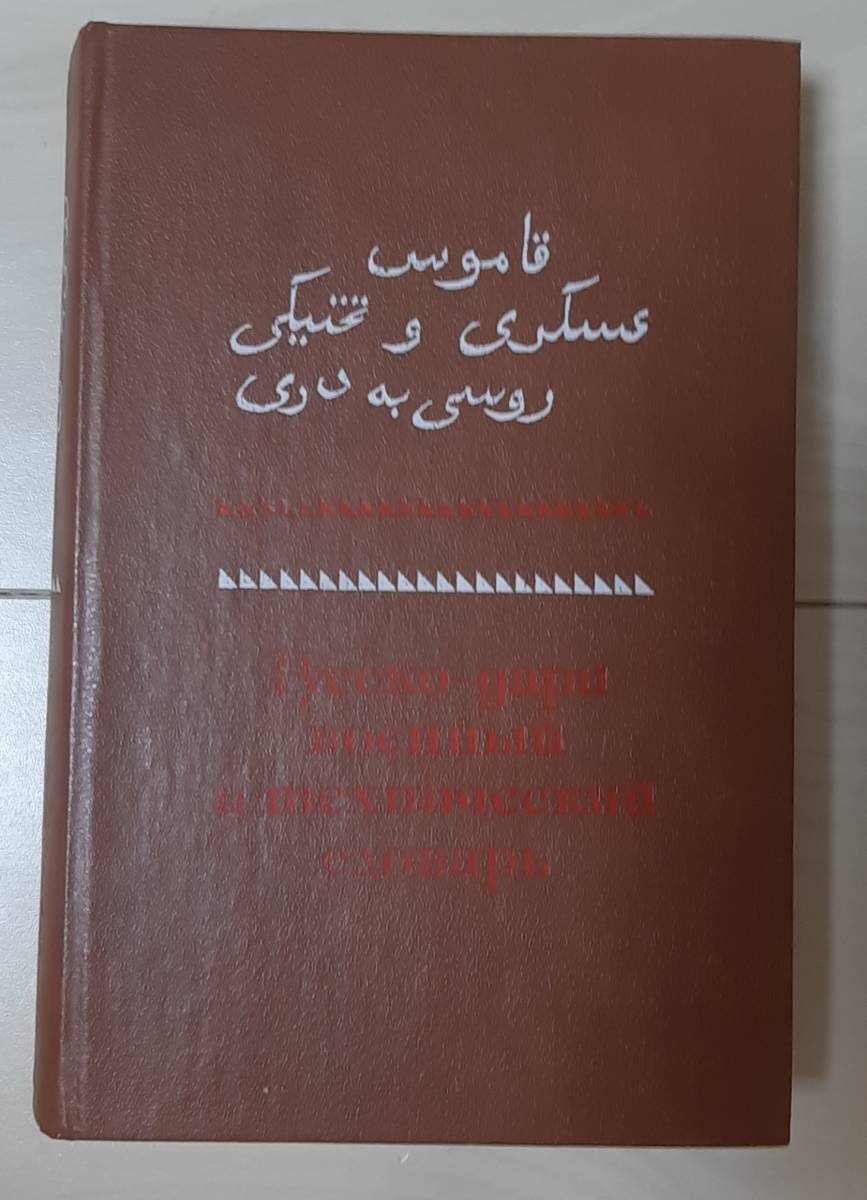 قاموس
عسکری و تخنیکی
روسی به دری
Русско-дари
военный
и технический
словарь